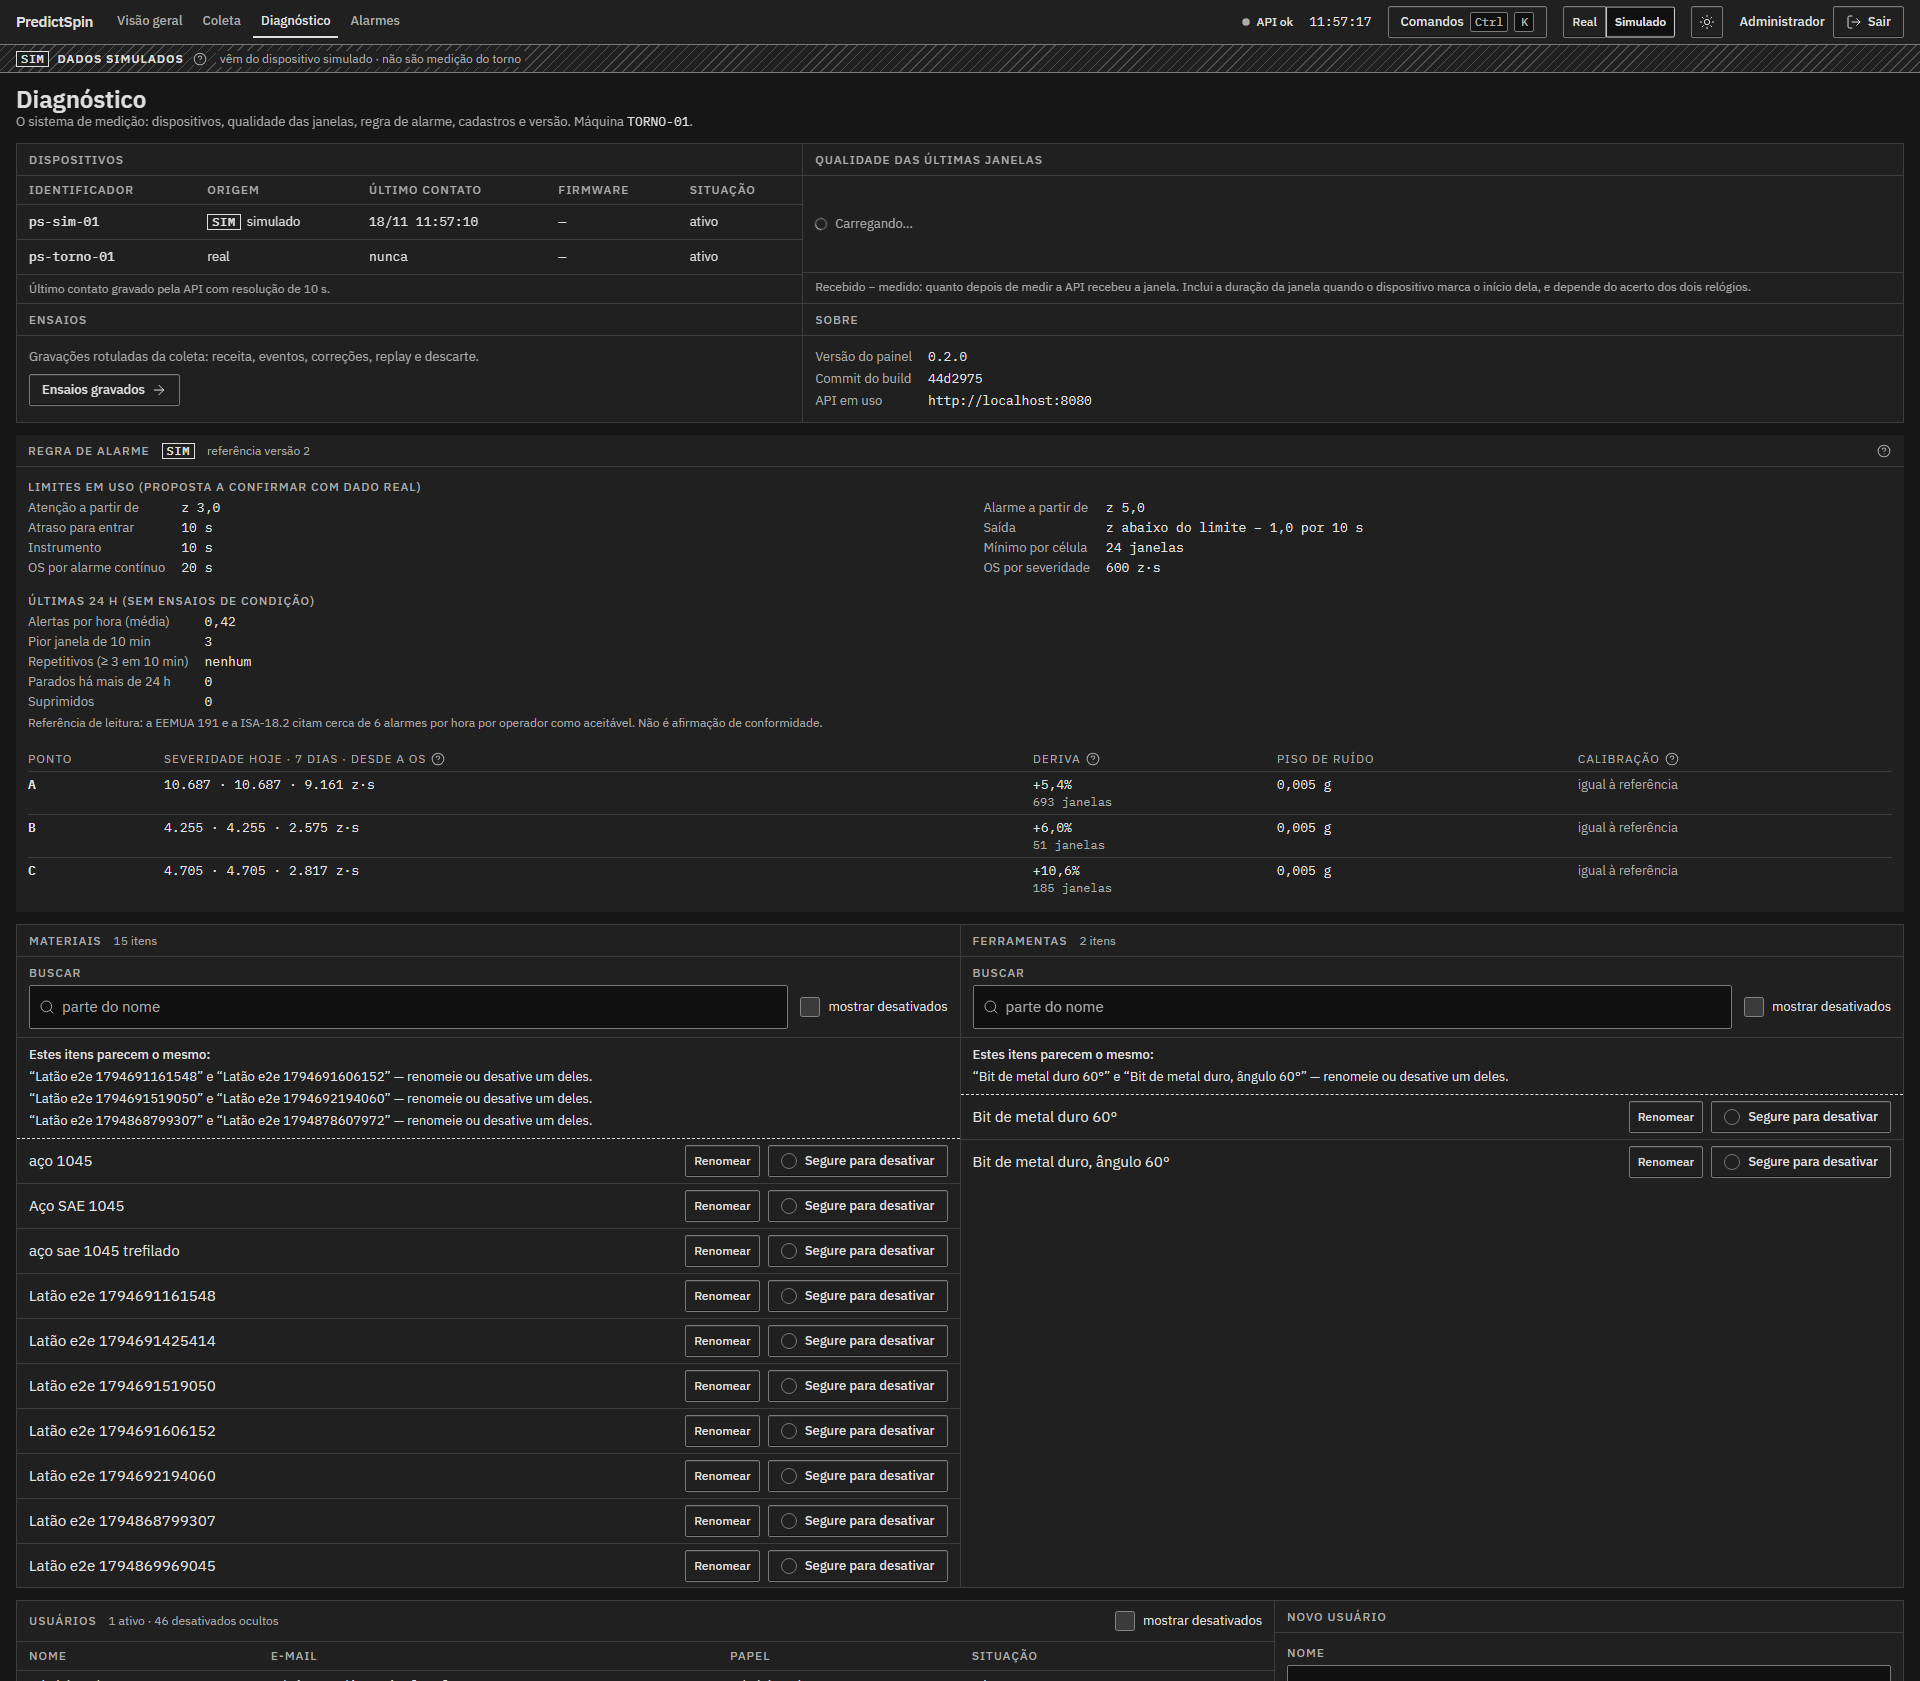 PredictSpin Visão geral Coleta Diagnóstico Alarmes API ok 11:57:17 Comandos Ctrl K Real Simulado Administrador Sair
SIM DADOS SIMULADOS vêm do dispositivo simulado · não são medição do torno
Diagnóstico
O sistema de medição: dispositivos, qualidade das janelas, regra de alarme, cadastros e versão. Máquina TORNO-01.
DISPOSITIVOS
IDENTIFICADOR ORIGEM ÚLTIMO CONTATO FIRMWARE SITUAÇÃO
ps-sim-01 SIM simulado 18/11 11:57:10 — ativo
ps-torno-01 real nunca — ativo
Último contato gravado pela API com resolução de 10 s.
QUALIDADE DAS ÚLTIMAS JANELAS
Carregando...
Recebido – medido: quanto depois de medir a API recebeu a janela. Inclui a duração da janela quando o dispositivo marca o início dela, e depende do acerto dos dois relógios.
ENSAIOS
Gravações rotuladas da coleta: receita, eventos, correções, replay e descarte.
Ensaios gravados →
SOBRE
Versão do painel 0.2.0
Commit do build 44d2975
API em uso http://localhost:8080
REGRA DE ALARME SIM referência versão 2
LIMITES EM USO (PROPOSTA A CONFIRMAR COM DADO REAL)
Atenção a partir de z 3,0 Alarme a partir de z 5,0
Atraso para entrar 10 s Saída z abaixo do limite – 1,0 por 10 s
Instrumento 10 s Mínimo por célula 24 janelas
OS por alarme contínuo 20 s OS por severidade 600 z·s
ÚLTIMAS 24 H (SEM ENSAIOS DE CONDIÇÃO)
Alertas por hora (média) 0,42
Pior janela de 10 min 3
Repetitivos (≥ 3 em 10 min) nenhum
Parados há mais de 24 h 0
Suprimidos 0
Referência de leitura: a EEMUA 191 e a ISA-18.2 citam cerca de 6 alarmes por hora por operador como aceitável. Não é afirmação de conformidade.
PONTO SEVERIDADE HOJE · 7 DIAS · DESDE A OS DERIVA PISO DE RUÍDO CALIBRAÇÃO
A 10.687 · 10.687 · 9.161 z·s +5,4% 0,005 g igual à referência
693 janelas
B 4.255 · 4.255 · 2.575 z·s +6,0% 0,005 g igual à referência
51 janelas
C 4.705 · 4.705 · 2.817 z·s +10,6% 0,005 g igual à referência
185 janelas
MATERIAIS 15 itens
BUSCAR
parte do nome mostrar desativados
Estes itens parecem o mesmo:
“Latão e2e 1794691161548” e “Latão e2e 1794691606152” — renomeie ou desative um deles.
“Latão e2e 1794691519050” e “Latão e2e 1794692194060” — renomeie ou desative um deles.
“Latão e2e 1794868799307” e “Latão e2e 1794878607972” — renomeie ou desative um deles.
aço 1045 Renomear Segure para desativar
Aço SAE 1045 Renomear Segure para desativar
aço sae 1045 trefilado Renomear Segure para desativar
Latão e2e 1794691161548 Renomear Segure para desativar
Latão e2e 1794691425414 Renomear Segure para desativar
Latão e2e 1794691519050 Renomear Segure para desativar
Latão e2e 1794691606152 Renomear Segure para desativar
Latão e2e 1794692194060 Renomear Segure para desativar
Latão e2e 1794868799307 Renomear Segure para desativar
Latão e2e 1794869969045 Renomear Segure para desativar
FERRAMENTAS 2 itens
BUSCAR
parte do nome mostrar desativados
Estes itens parecem o mesmo:
“Bit de metal duro 60°” e “Bit de metal duro, ângulo 60°” — renomeie ou desative um deles.
Bit de metal duro 60° Renomear Segure para desativar
Bit de metal duro, ângulo 60° Renomear Segure para desativar
USUÁRIOS 1 ativo · 46 desativados ocultos mostrar desativados
NOME E-MAIL PAPEL SITUAÇÃO
NOVO USUÁRIO
NOME